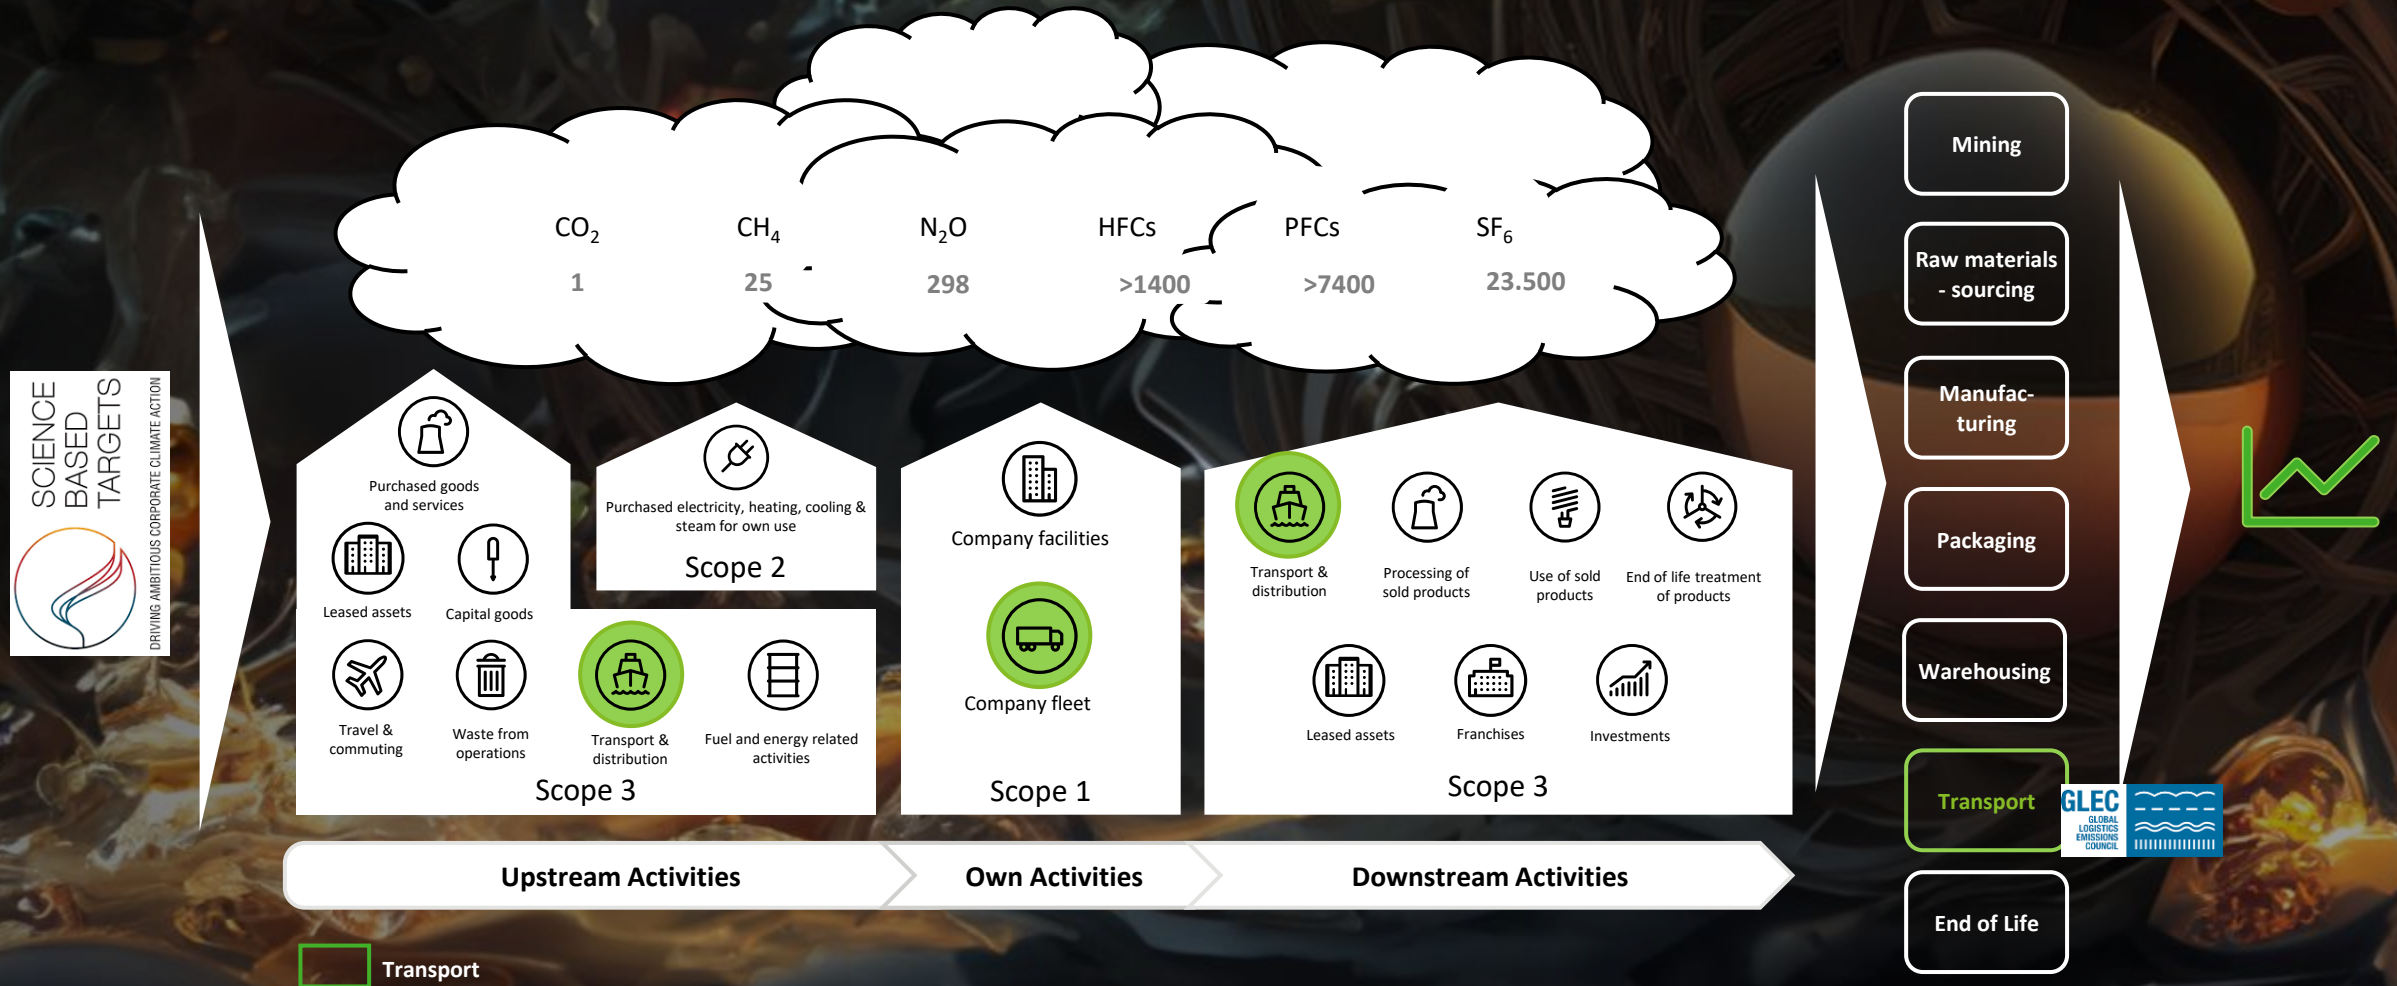 SCIENCE
BASED
TARGETS
DRIVING AMBITIOUS CORPORATE CLIMATE ACTION
CO₂
CH₄
N₂O
HFCs
PFCs
SF₆
1
25
298
>1400
>7400
23.500
Purchased goods
and services
Leased assets
Capital goods
Travel &
commuting
Waste from
operations
Transport &
distribution
Fuel and energy related
activities
Scope 3
Purchased electricity, heating, cooling &
steam for own use
Scope 2
Company facilities
Company fleet
Scope 1
Transport &
distribution
Processing of
sold products
Use of sold
products
End of life treatment
of products
Leased assets
Franchises
Investments
Scope 3
Upstream Activities
Own Activities
Downstream Activities
Transport
Mining
Raw materials
- sourcing
Manufac-
turing
Packaging
Warehousing
Transport
GLEC
GLOBAL
LOGISTICS
EMISSIONS
COUNCIL
End of Life